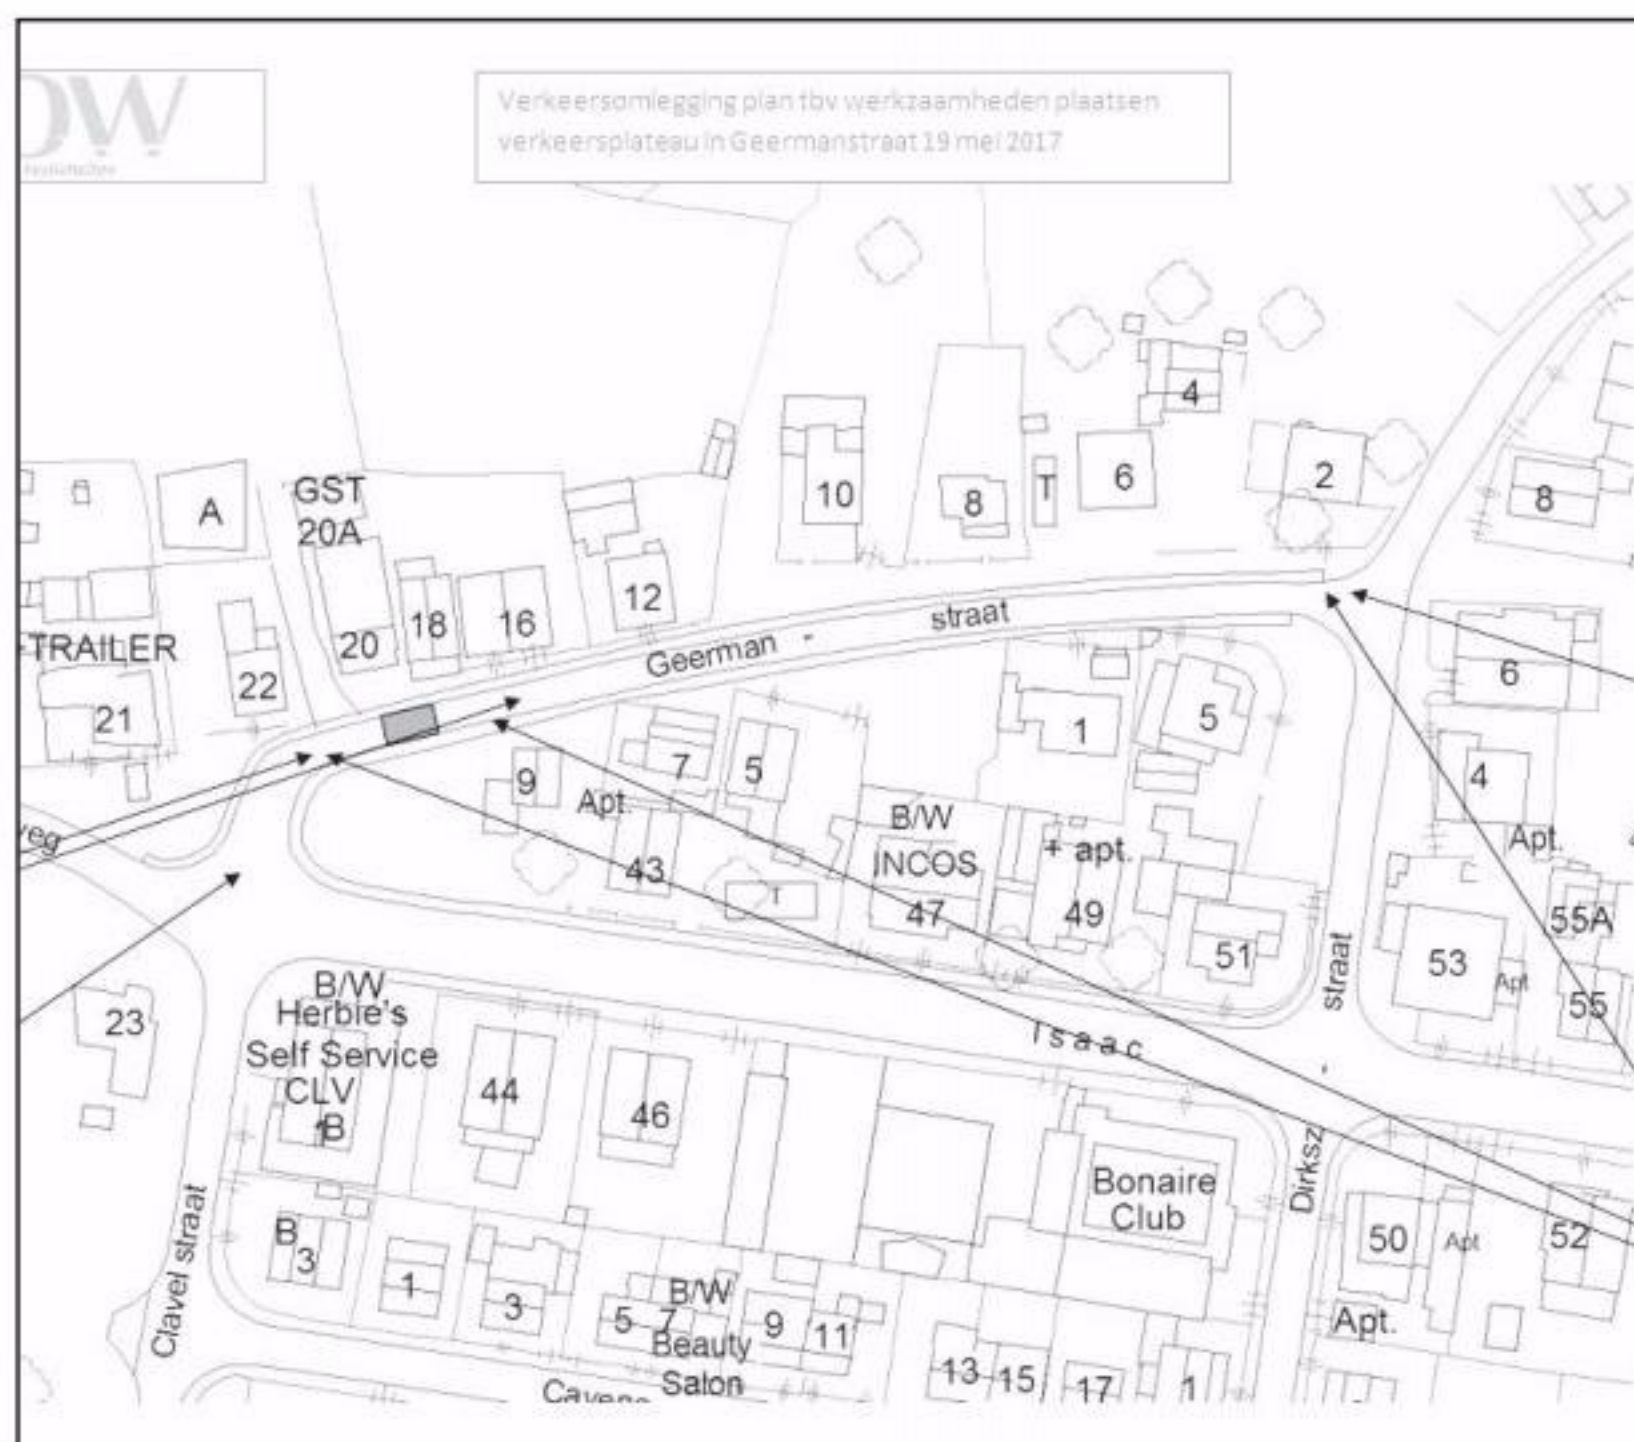 OW
Verkeersomlegging plan tbv werkzaamheden plaatsen
verkeersplateau in Geermanstraat 19 mei 2017
4
GST
20A
A
10
8
T
6
2
8
12
18
16
20
straat
Geerman -
TRAILER
22
21
6
1
5
9
7
5
4
Apt.
B/W
+ apt.
Apt.
weg
43
INCOS
T
47
49
51
53
55A
Apt
55
straat
23
B/W
Herbie's
Self Service
CLV
1B
44
46
Isaac
-
Bonaire
Club
Dirksz
50
Apt
52
B
3
1
3
B/W
5
7
9
11
Beauty
Salon
Apt.
13
15
17
1
Clavel straat